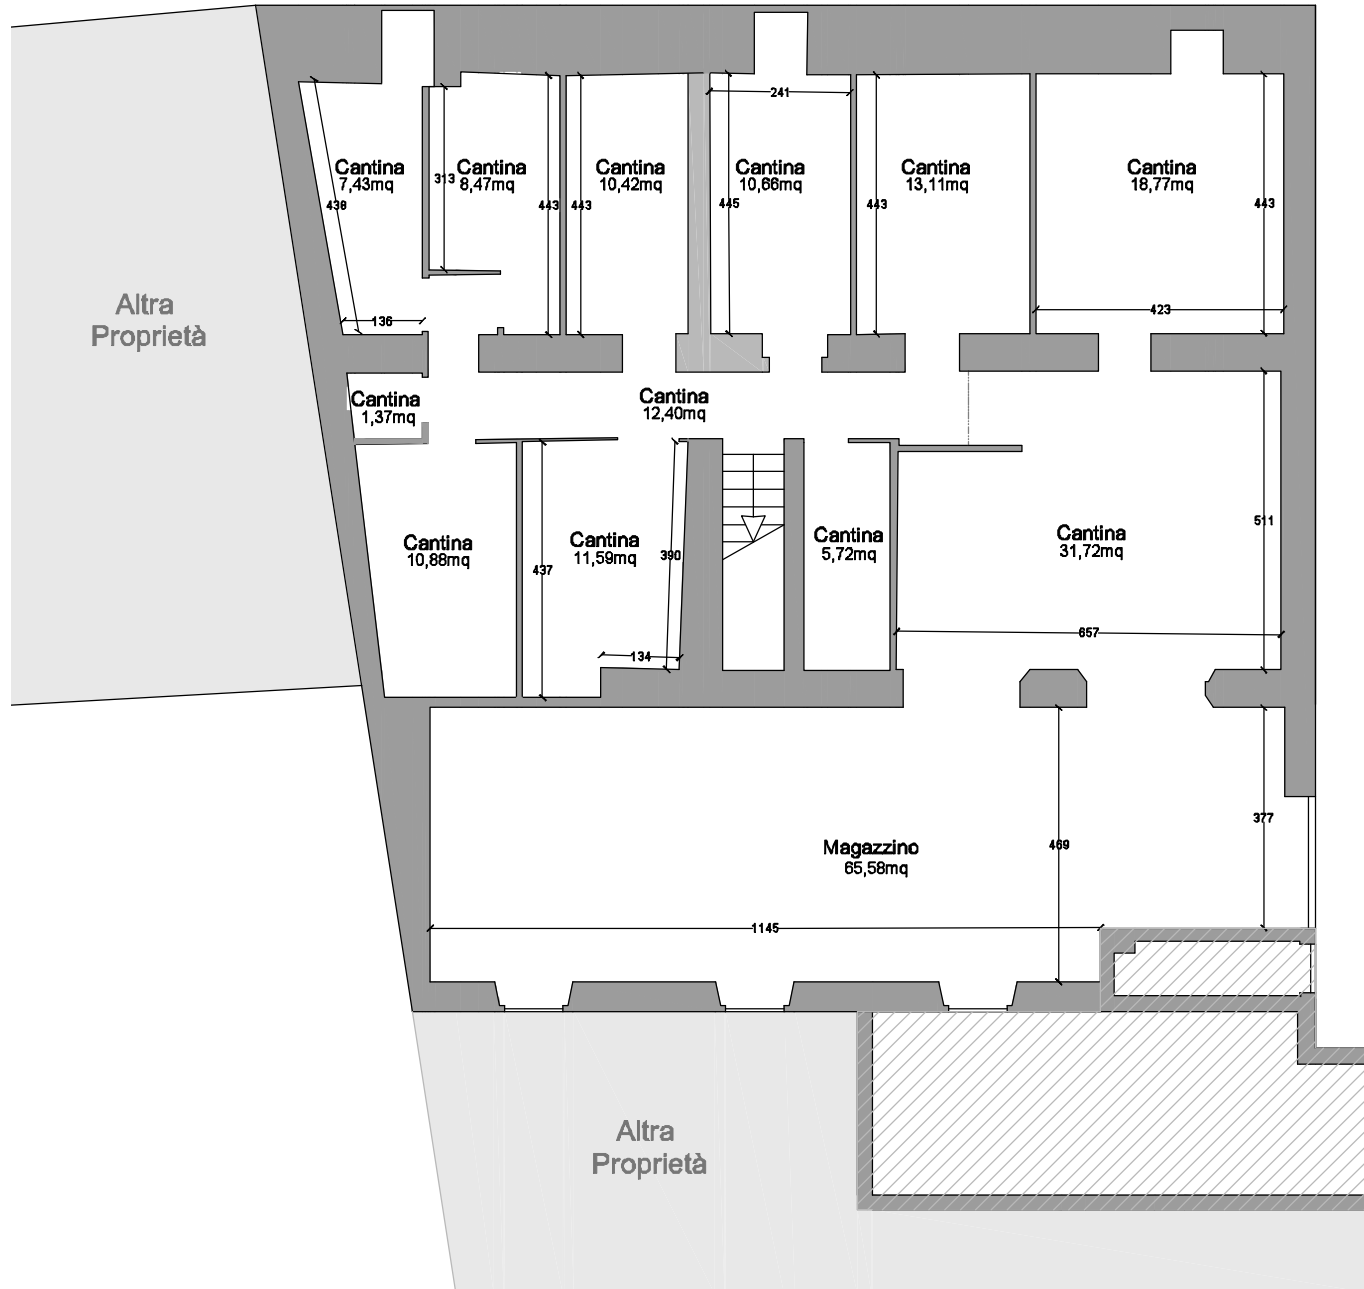 241
Cantina
7,43mq
Cantina
8,47mq
Cantina
10,42mq
Cantina
10,66mq
Cantina
13,11mq
Cantina
18,77mq
438
313
443
443
445
443
443
136
423
Altra
Proprietà
Cantina
1,37mq
Cantina
12,40mq
Cantina
10,88mq
Cantina
11,59mq
Cantina
5,72mq
Cantina
31,72mq
437
390
511
134
657
Magazzino
65,58mq
469
377
1145
Altra
Proprietà